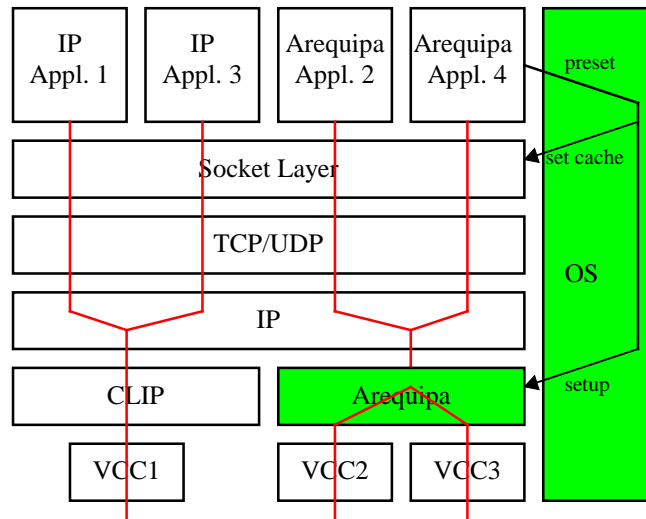 IP
Appl. 1
IP
Appl. 3
Arequipa
Appl. 2
Arequipa
Appl. 4
preset
Socket Layer
set cache
TCP/UDP
OS
IP
CLIP
Arequipa
setup
VCC1
VCC2
VCC3